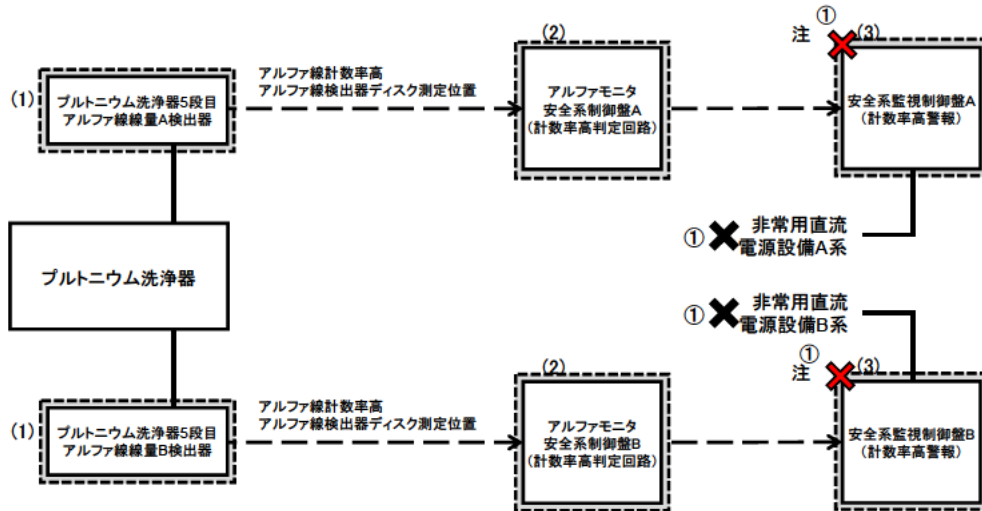 ①
注
(3)
(2)
(1)
プルトニウム洗浄器5段目
アルファ線線量A検出器
アルファ線計数率高
アルファ線検出器ディスク測定位置
アルファモニタ
安全系制御盤A
(計数率高判定回路)
安全系監視制御盤A
(計数率高警報)
①
非常用直流
電源設備A系
プルトニウム洗浄器
①
非常用直流
電源設備B系
①
注
(3)
(2)
(1)
プルトニウム洗浄器5段目
アルファ線線量B検出器
アルファ線計数率高
アルファ線検出器ディスク測定位置
アルファモニタ
安全系制御盤B
(計数率高判定回路)
安全系監視制御盤B
(計数率高警報)